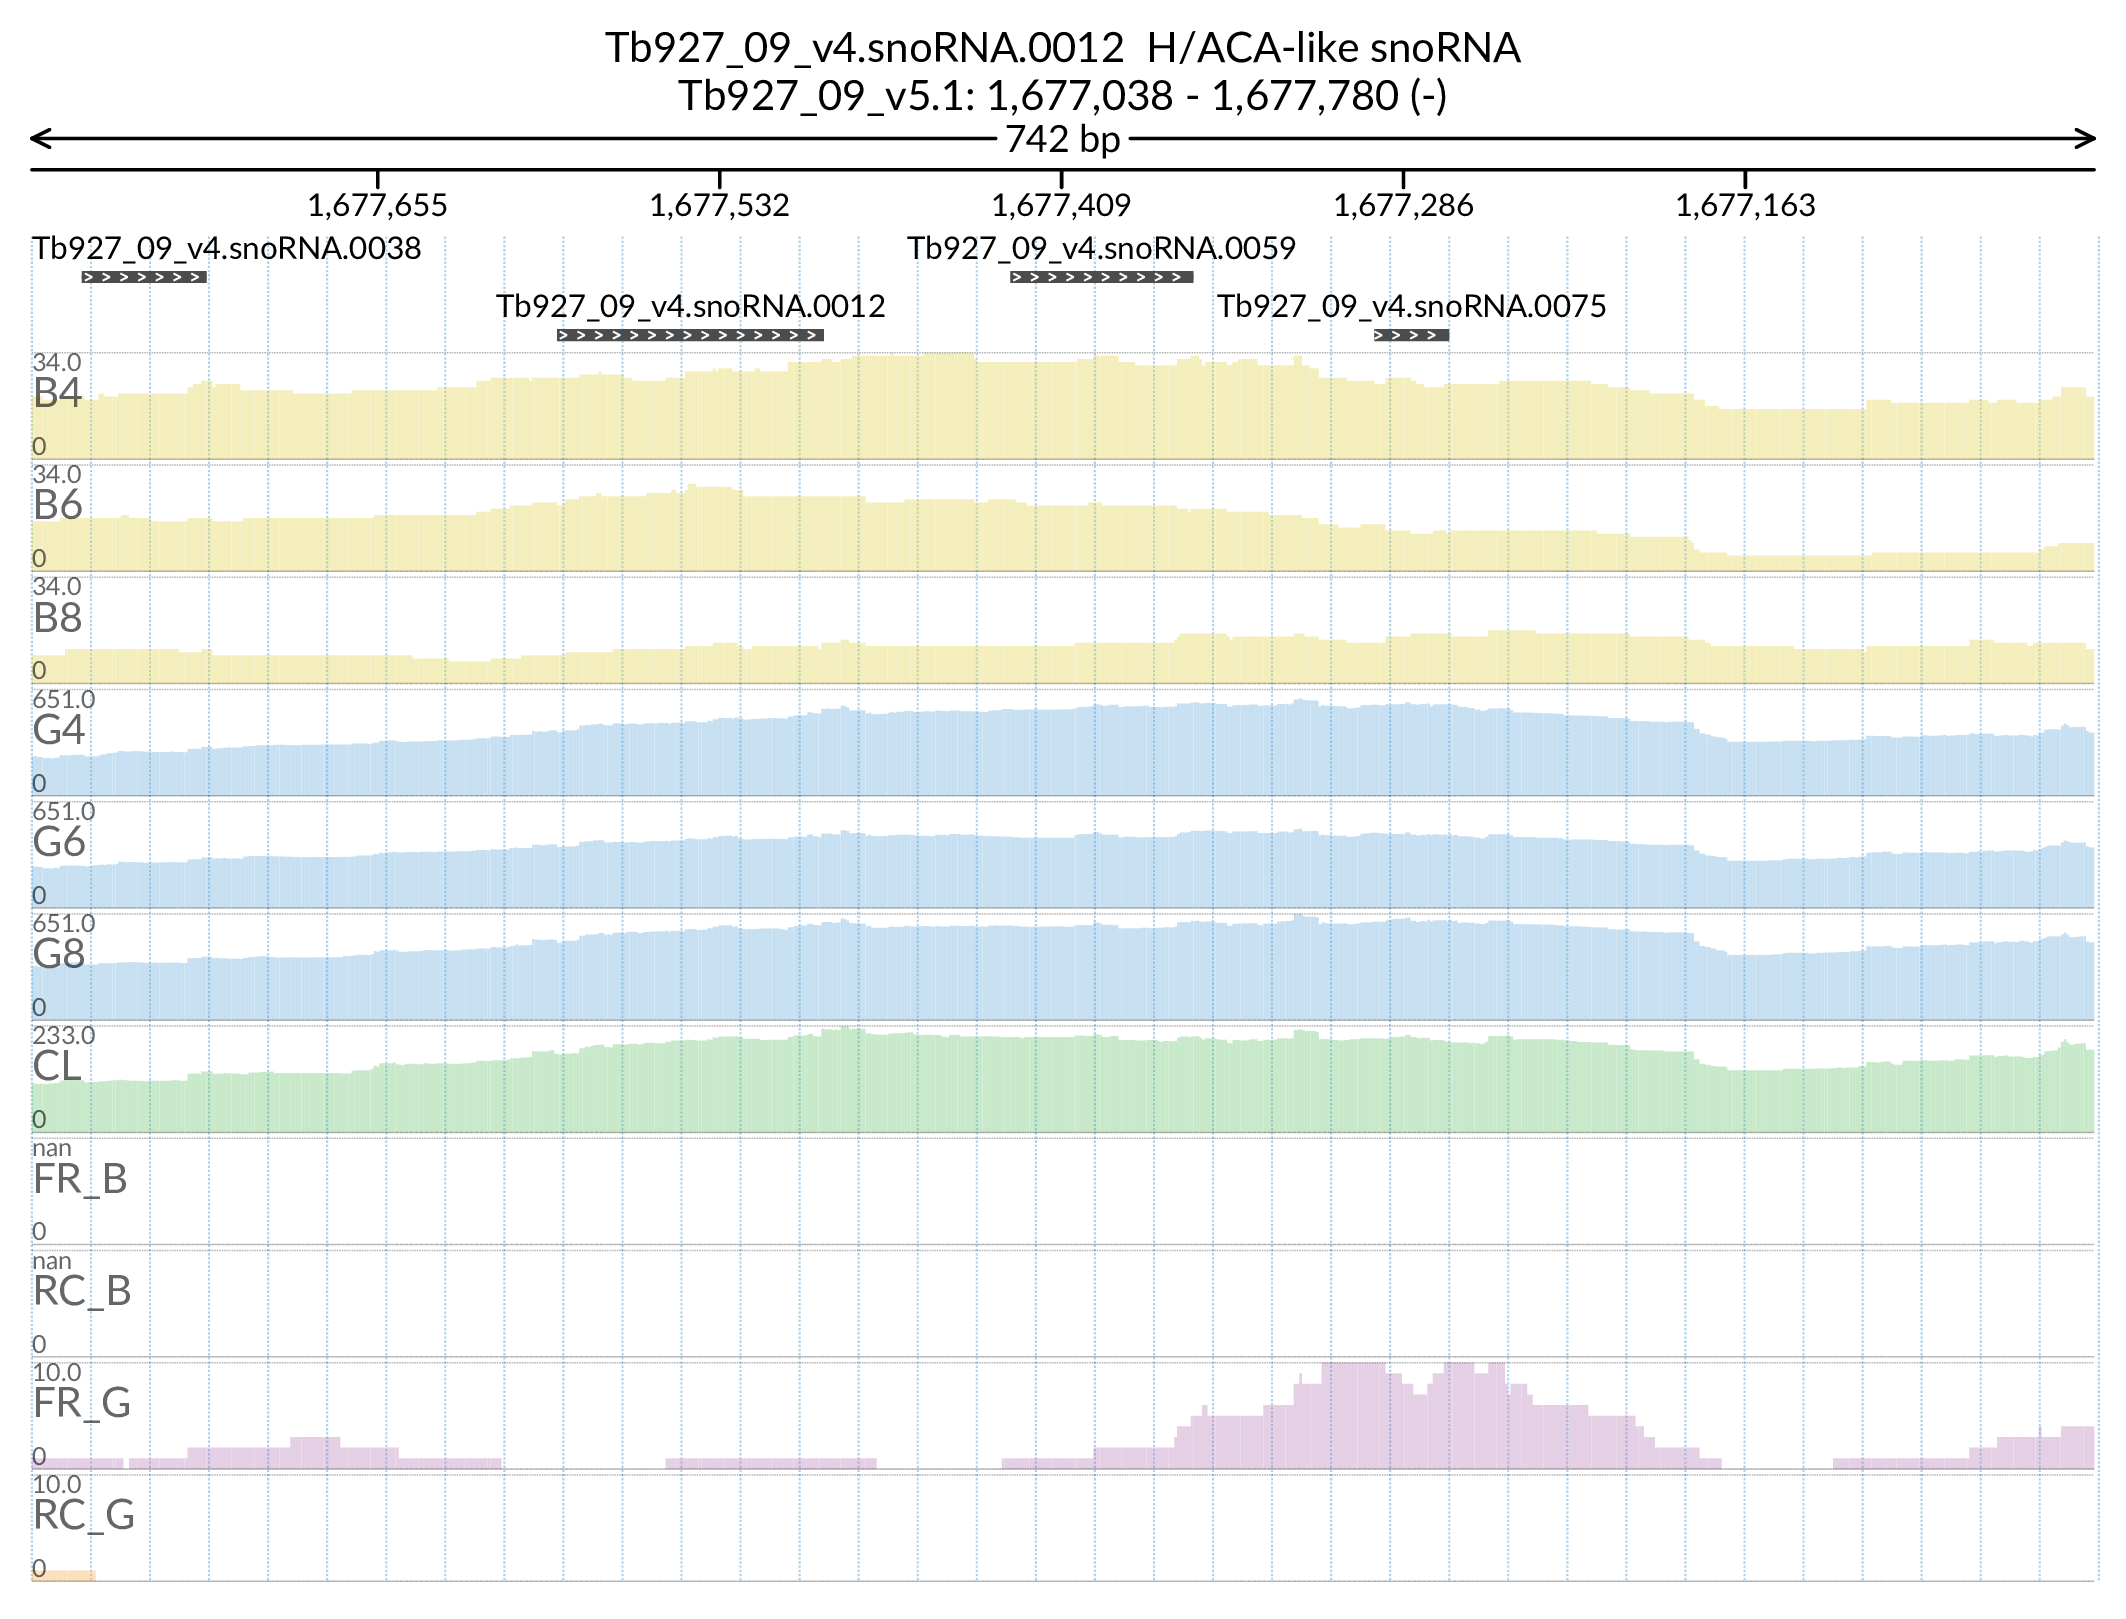 Tb927_09_v4.snoRNA.0012 H/ACA-like snoRNA
Tb927_09_v5.1: 1,677,038 - 1,677,780 (-)
742 bp
1,677,655 1,677,532 1,677,409 1,677,286 1,677,163
Tb927_09_v4.snoRNA.0038 Tb927_09_v4.snoRNA.0059
Tb927_09_v4.snoRNA.0012 Tb927_09_v4.snoRNA.0075
34.0
B4
0
34.0
B6
0
34.0
B8
0
651.0
G4
0
651.0
G6
0
651.0
G8
0
233.0
CL
0
nan
FR_B
0
nan
RC_B
0
10.0
FR_G
0
10.0
RC_G
0